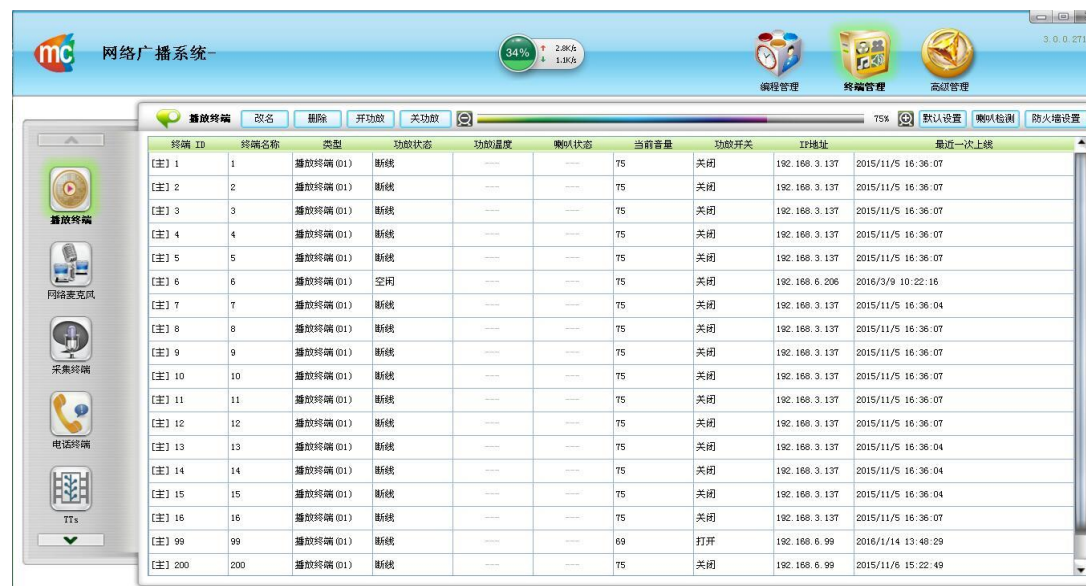 mc 网络广播系统- 34% 2.8K/s 1.1K/s 3.0.0.271
编程管理 终端管理 高级管理
播放终端 改名 删除 开功放 关功放 75% 默认设置 喇叭检测 防火墙设置
终端 ID 终端名称 类型 功放状态 功放温度 喇叭状态 当前音量 功放开关 IP地址 最近一次上线
[主] 1 1 播放终端(01) 断线 ---- ---- 75 关闭 192.168.3.137 2015/11/5 16:36:07
[主] 2 2 播放终端(01) 断线 ---- ---- 75 关闭 192.168.3.137 2015/11/5 16:36:07
[主] 3 3 播放终端(01) 断线 ---- ---- 75 关闭 192.168.3.137 2015/11/5 16:36:07
[主] 4 4 播放终端(01) 断线 ---- ---- 75 关闭 192.168.3.137 2015/11/5 16:36:07
[主] 5 5 播放终端(01) 断线 ---- ---- 75 关闭 192.168.3.137 2015/11/5 16:36:07
[主] 6 6 播放终端(01) 空闲 ---- ---- 75 关闭 192.168.6.206 2016/3/9 10:22:16
[主] 7 7 播放终端(01) 断线 ---- ---- 75 关闭 192.168.3.137 2015/11/5 16:36:04
[主] 8 8 播放终端(01) 断线 ---- ---- 75 关闭 192.168.3.137 2015/11/5 16:36:07
[主] 9 9 播放终端(01) 断线 ---- ---- 75 关闭 192.168.3.137 2015/11/5 16:36:07
[主] 10 10 播放终端(01) 断线 ---- ---- 75 关闭 192.168.3.137 2015/11/5 16:36:07
[主] 11 11 播放终端(01) 断线 ---- ---- 75 关闭 192.168.3.137 2015/11/5 16:36:07
[主] 12 12 播放终端(01) 断线 ---- ---- 75 关闭 192.168.3.137 2015/11/5 16:36:07
[主] 13 13 播放终端(01) 断线 ---- ---- 75 关闭 192.168.3.137 2015/11/5 16:36:04
[主] 14 14 播放终端(01) 断线 ---- ---- 75 关闭 192.168.3.137 2015/11/5 16:36:04
[主] 15 15 播放终端(01) 断线 ---- ---- 75 关闭 192.168.3.137 2015/11/5 16:36:04
[主] 16 16 播放终端(01) 断线 ---- ---- 75 关闭 192.168.3.137 2015/11/5 16:36:07
[主] 99 99 播放终端(01) 断线 ---- ---- 69 打开 192.168.6.99 2016/1/14 13:48:29
[主] 200 200 播放终端(01) 断线 ---- ---- 75 关闭 192.168.6.99 2015/11/6 15:22:49
播放终端
网络麦克风
采集终端
电话终端
TTs